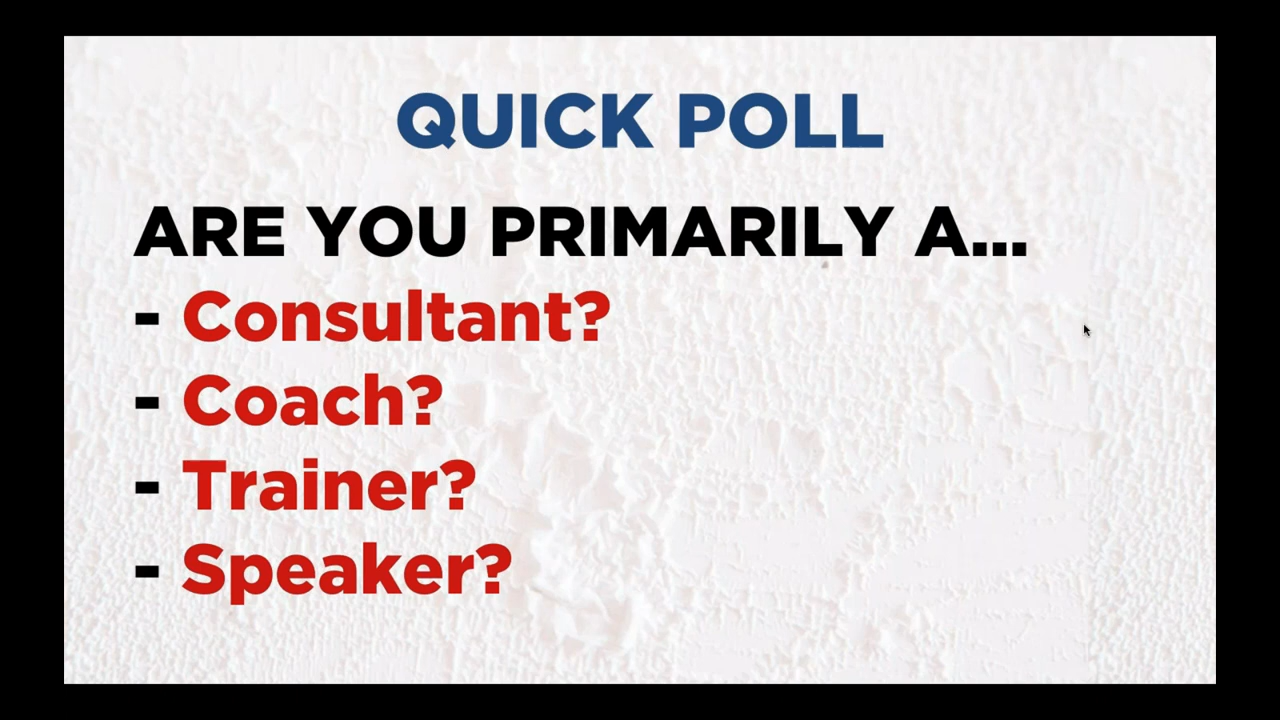 QUICK POLL
ARE YOU PRIMARILY A...
- Consultant?
- Coach?
- Trainer?
- Speaker?